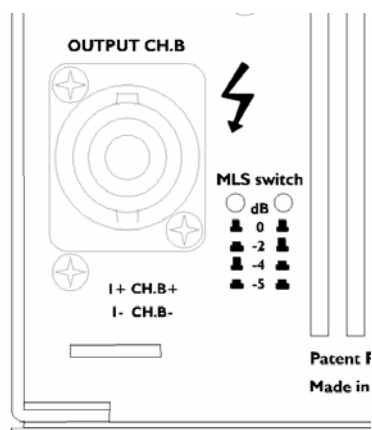 OUTPUT CH.B
MLS switch
dB
0
-2
-4
-5
1+ CH.B+
1- CH.B-
Patent
Made in